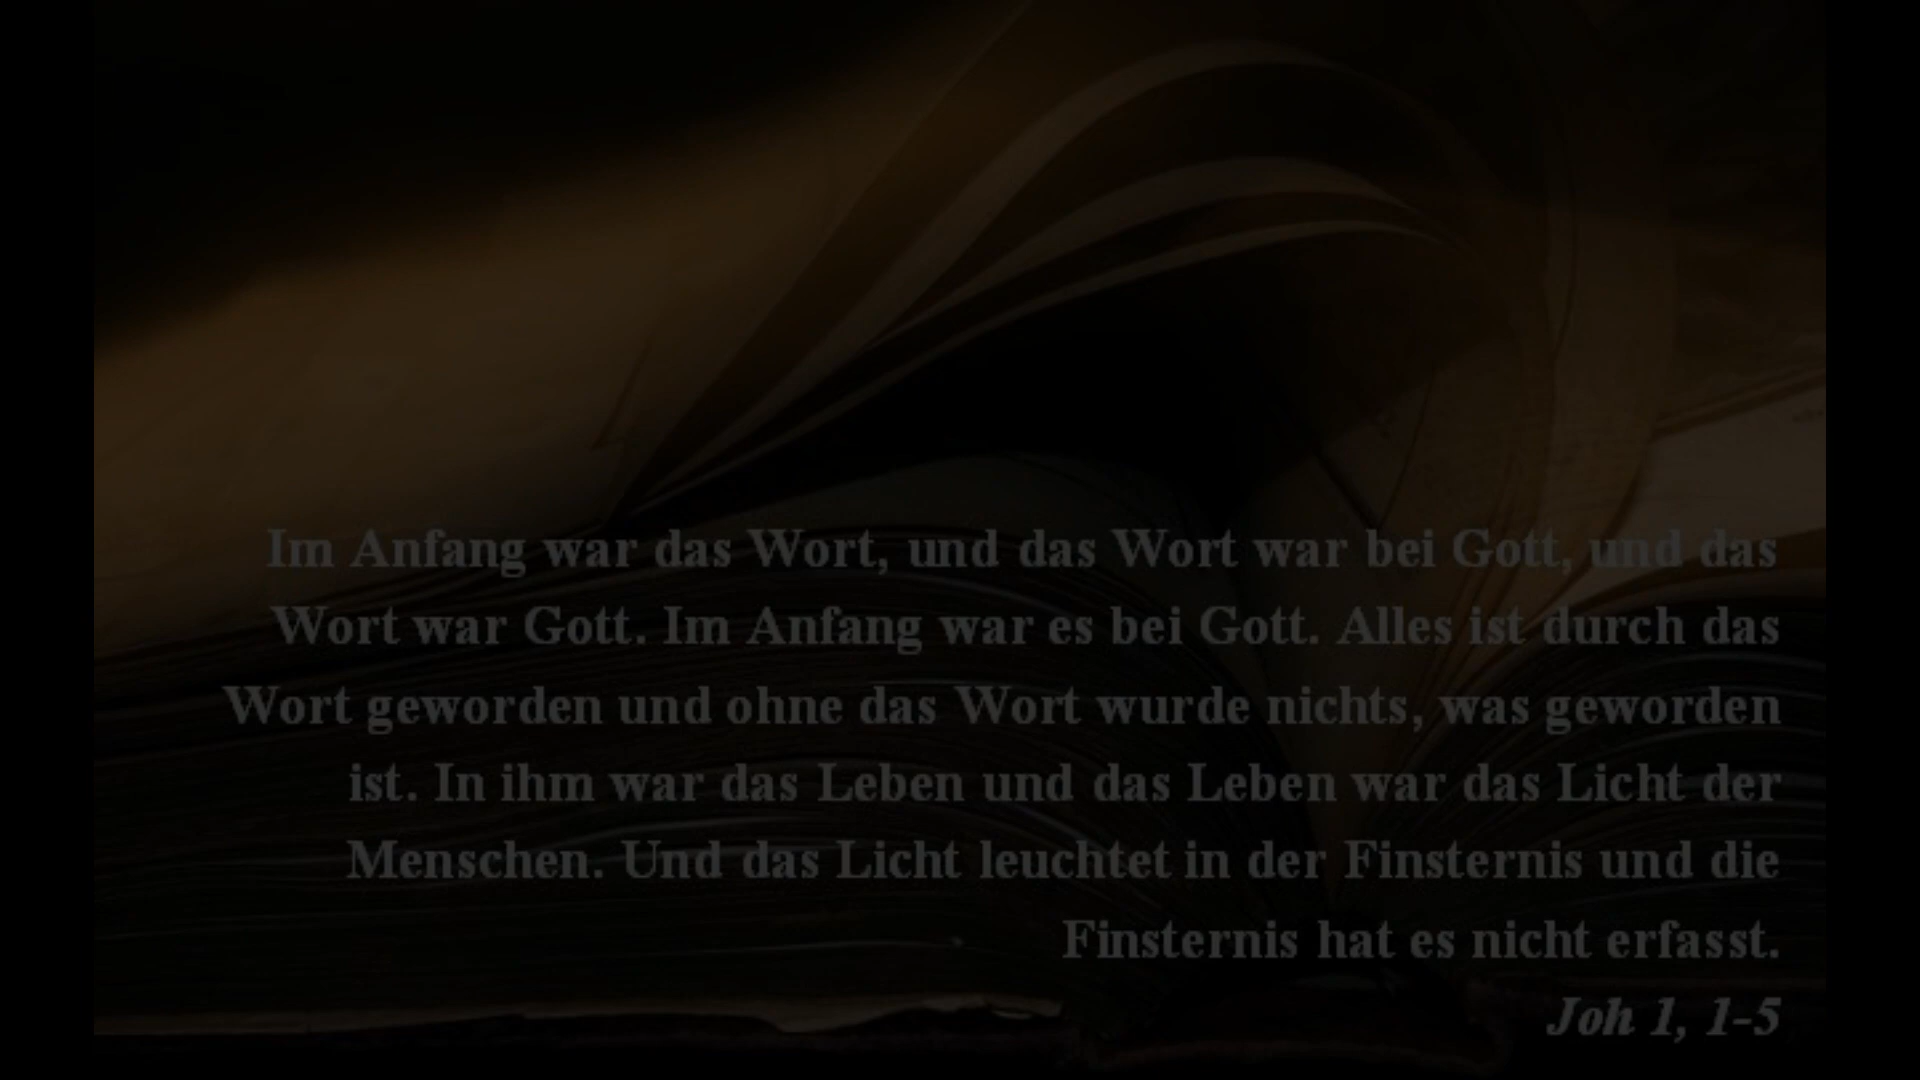 Im Anfang war das Wort, und das Wort war bei Gott, und das
Wort war Gott. Im Anfang war es bei Gott. Alles ist durch das
Wort geworden und ohne das Wort wurde nichts, was geworden
ist. In ihm war das Leben und das Leben war das Licht der
Menschen. Und das Licht leuchtet in der Finsternis und die
Finsternis hat es nicht erfasst.
Joh 1, 1-5